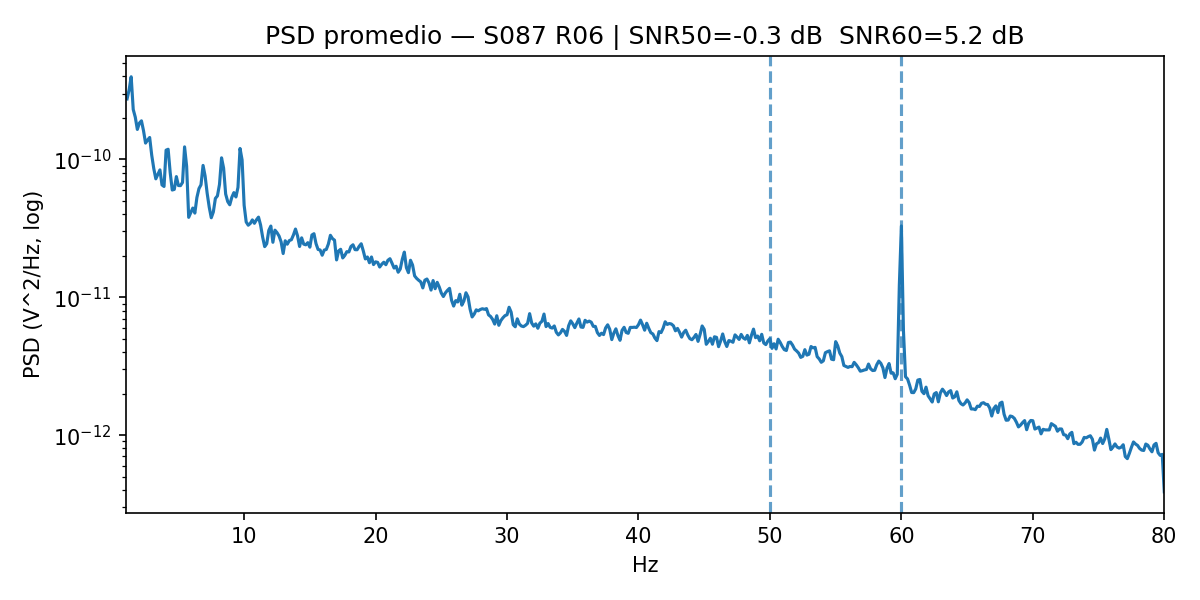 PSD promedio — S087 R06 | SNR50=-0.3 dB  SNR60=5.2 dB
PSD (V^2/Hz, log)
10⁻¹⁰
10⁻¹¹
10⁻¹²
10 20 30 40 50 60 70 80
Hz